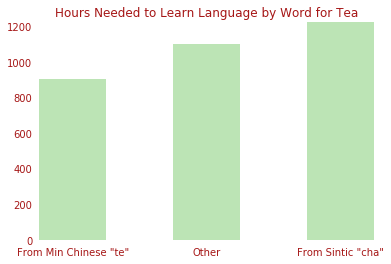 Hours Needed to Learn Language by Word for Tea
1200
1000
800
600
400
200
0
From Min Chinese "te"
Other
From Sintic "cha"